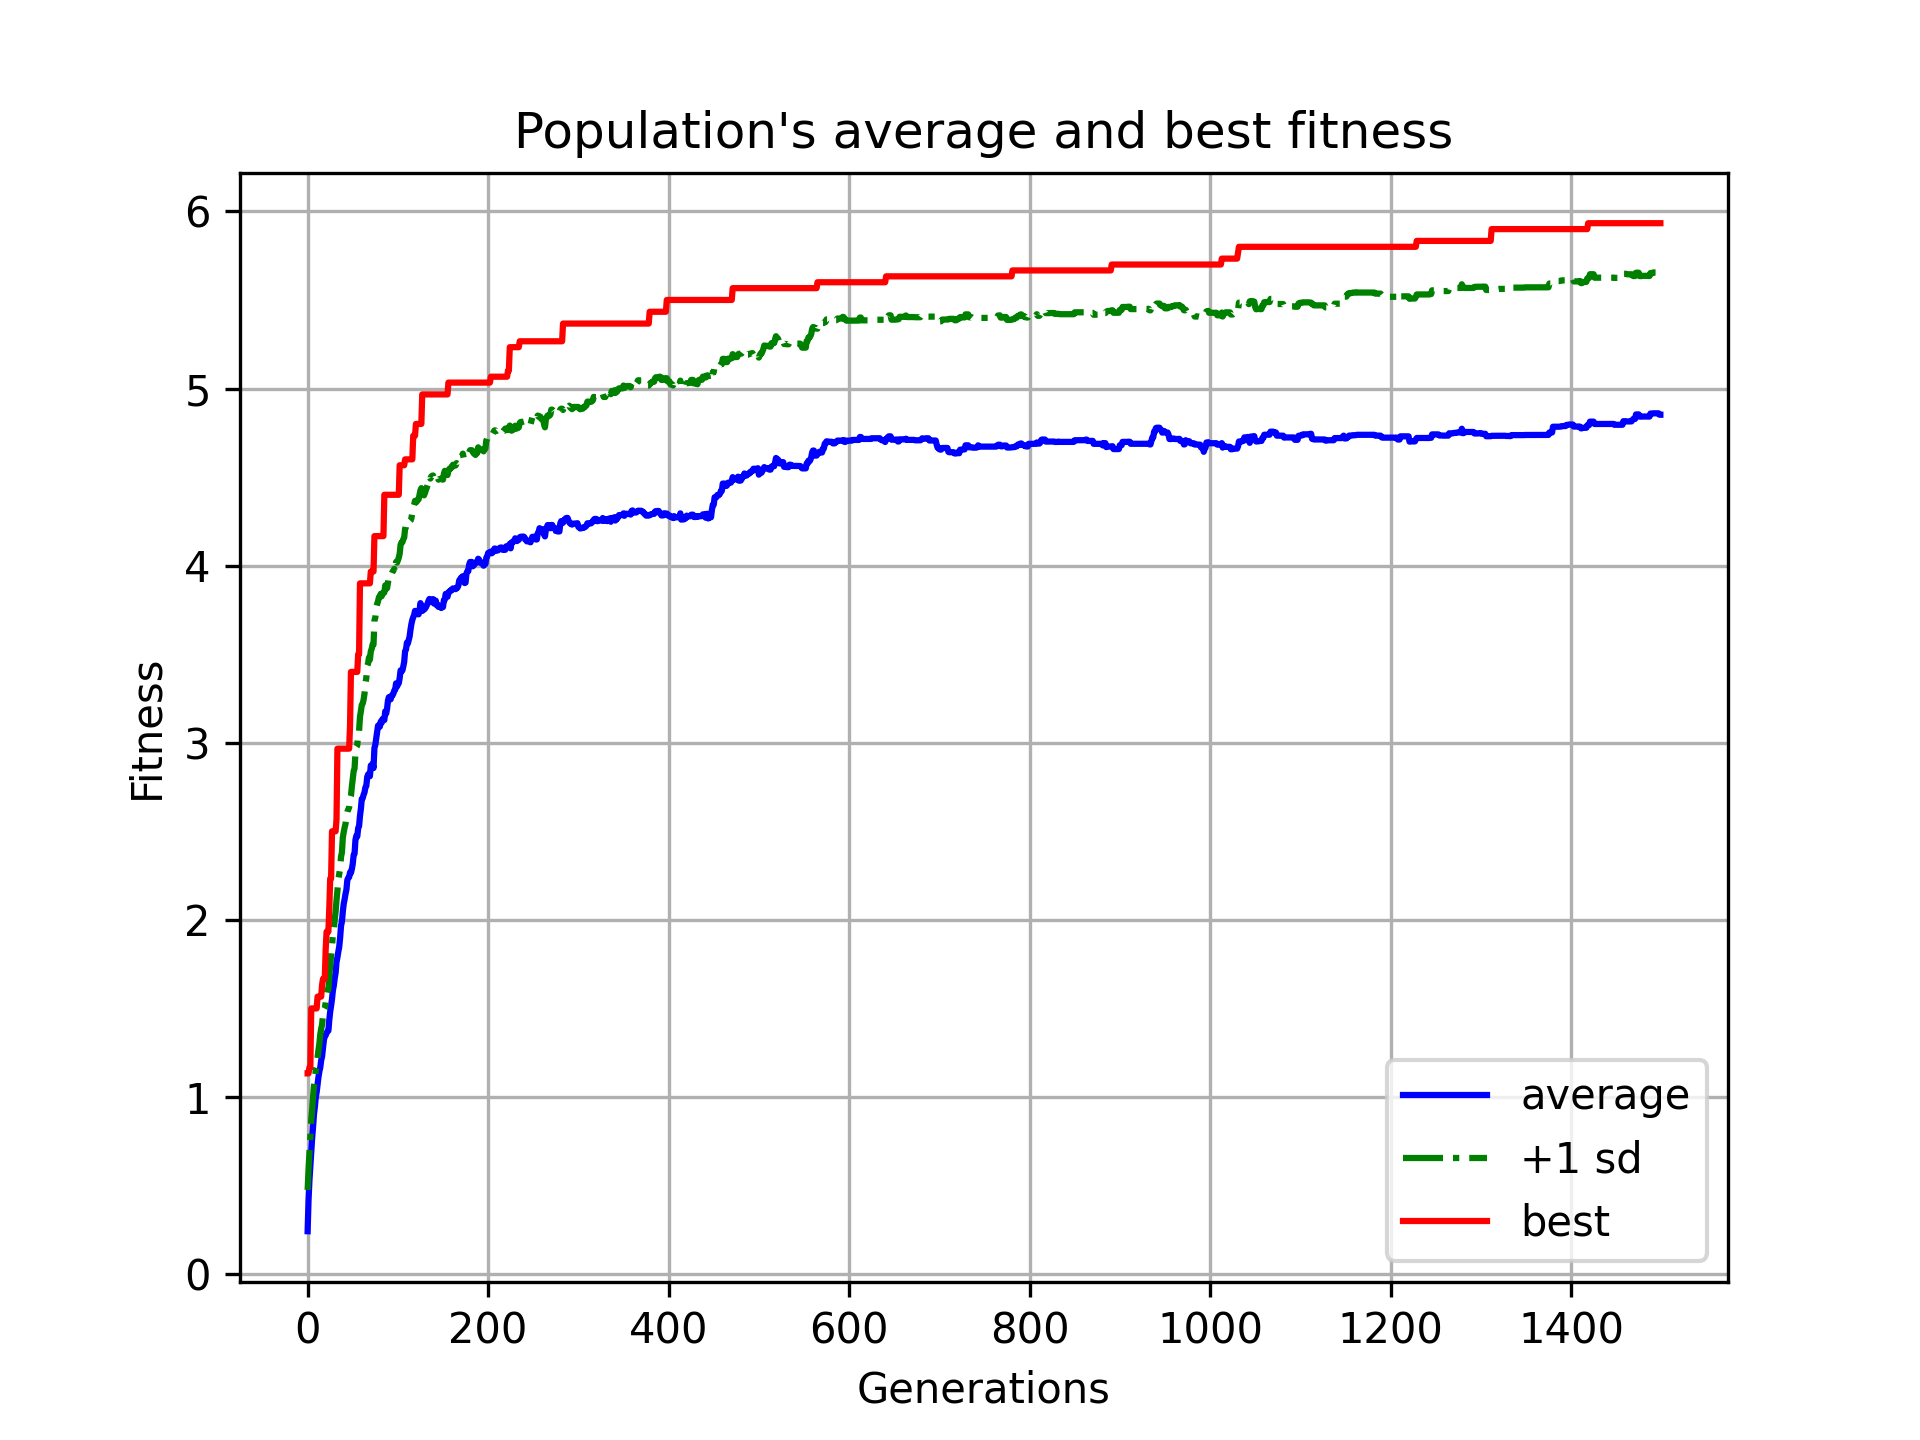 Population's average and best fitness
Fitness
6
5
4
3
2
1
0
0 200 400 600 800 1000 1200 1400
Generations
average
+1 sd
best